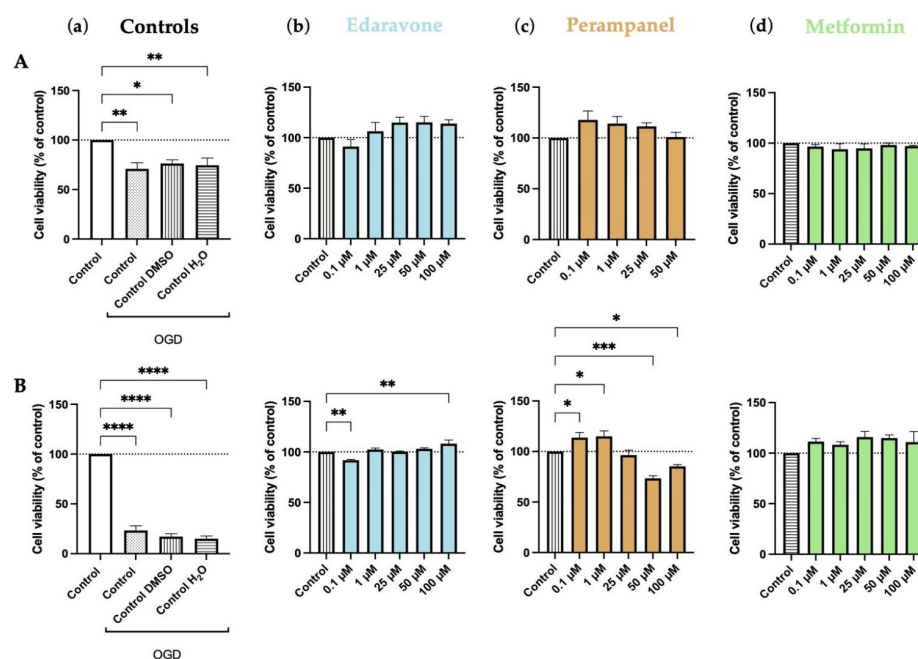 (a) Controls
(b) Edaravone
(c) Perampanel
(d) Metformin
A
Cell viability (% of control)
150
100
50
0
**
*
**
Control
Control
Control DMSO
Control H₂O
OGD
Cell viability (% of control)
150
100
50
0
Control
0.1 µM
1 µM
25 µM
50 µM
100 µM
Cell viability (% of control)
150
100
50
0
Control
0.1 µM
1 µM
25 µM
50 µM
Cell viability (% of control)
150
100
50
0
Control
0.1 µM
1 µM
25 µM
50 µM
100 µM
B
Cell viability (% of control)
150
100
50
0
****
****
****
Control
Control
Control DMSO
Control H₂O
OGD
Cell viability (% of control)
150
100
50
0
**
**
Control
0.1 µM
1 µM
25 µM
50 µM
100 µM
Cell viability (% of control)
150
100
50
0
*
***
*
*
Control
0.1 µM
1 µM
25 µM
50 µM
100 µM
Cell viability (% of control)
150
100
50
0
Control
0.1 µM
1 µM
25 µM
50 µM
100 µM